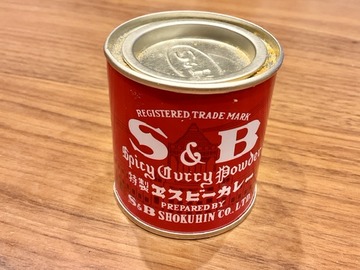 S&B
REGISTERED TRADE MARK
S & B
Spicy Curry Powder
特製 ヱスビーカレー
PREPARED BY
S&B SHOKUHIN CO., LTD.